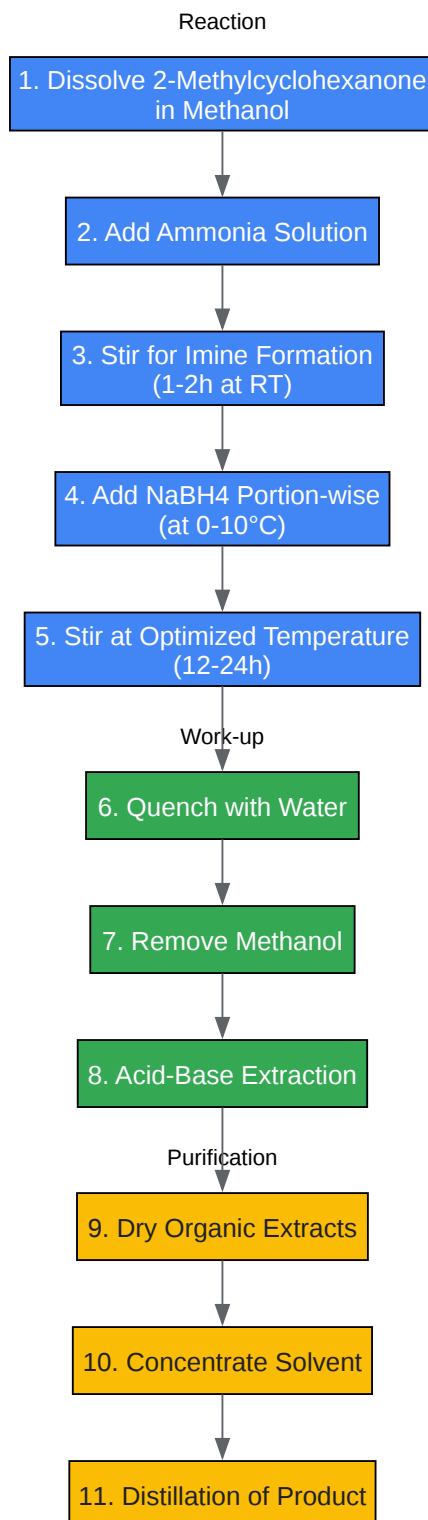 Reaction
1. Dissolve 2-Methylcyclohexanone
in Methanol
2. Add Ammonia Solution
3. Stir for Imine Formation
(1-2h at RT)
4. Add NaBH4 Portion-wise
(at 0-10°C)
5. Stir at Optimized Temperature
(12-24h)
Work-up
6. Quench with Water
7. Remove Methanol
8. Acid-Base Extraction
Purification
9. Dry Organic Extracts
10. Concentrate Solvent
11. Distillation of Product